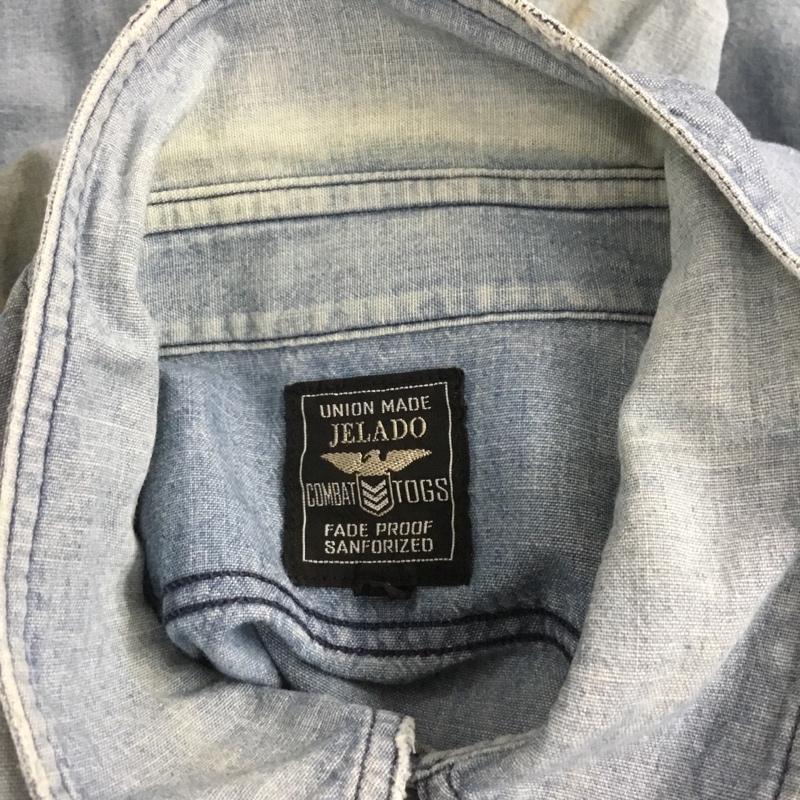 UNION MADE
JELADO
COMBAT TOGS
FADE PROOF
SANFORIZED